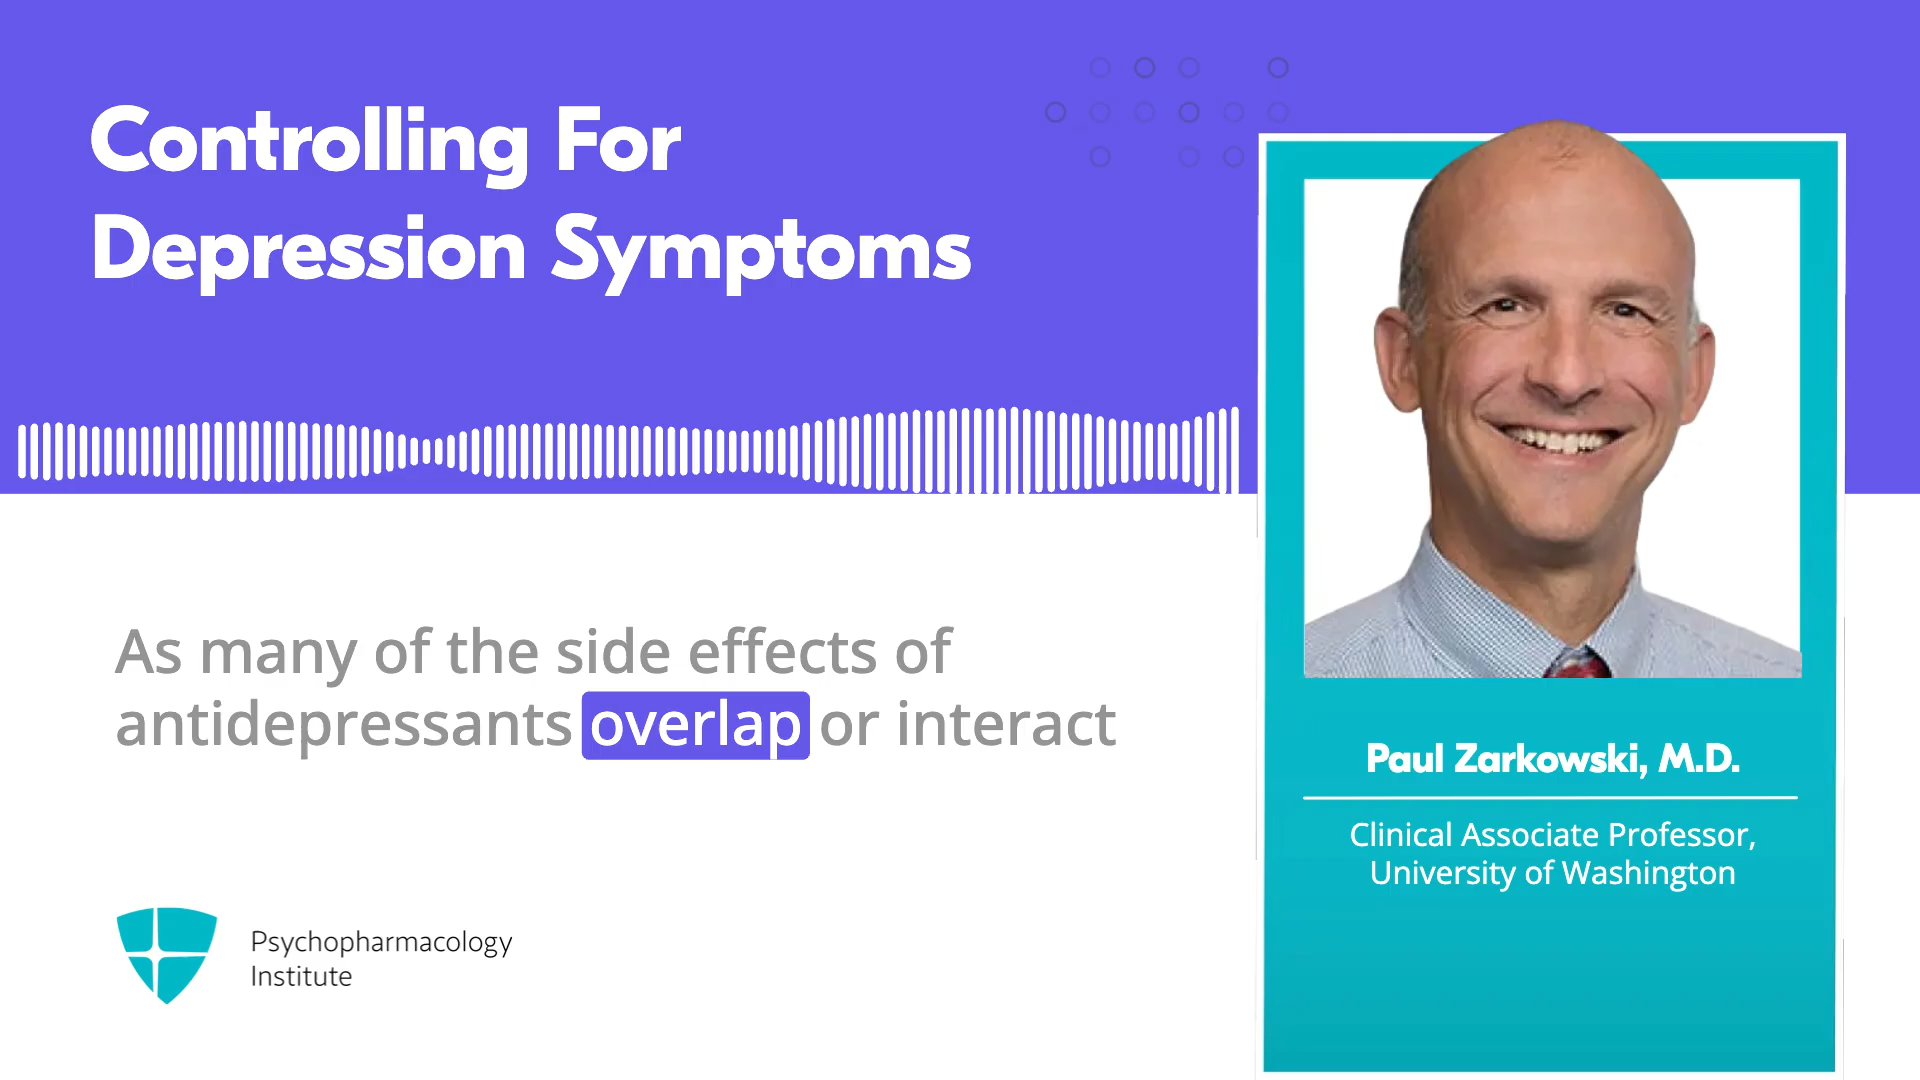 Controlling For
Depression Symptoms
As many of the side effects of
antidepressants overlap or interact
Paul Zarkowski, M.D.
Clinical Associate Professor,
University of Washington
Psychopharmacology
Institute